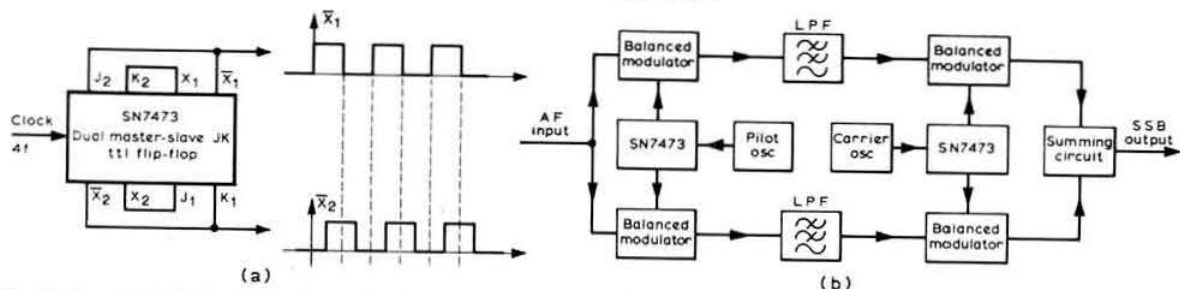 J2 K2 X1 X̅1
Clock
4f
SN7473
Dual master-slave JK
ttl flip-flop
X̅2 X2 J1 K1
(a)
X̅1
X̅2
AF
input
Balanced
modulator
LPF
Balanced
modulator
SN7473
Pilot
osc
Carrier
osc
SN7473
Summing
circuit
SSB
output
Balanced
modulator
LPF
Balanced
modulator
(b)